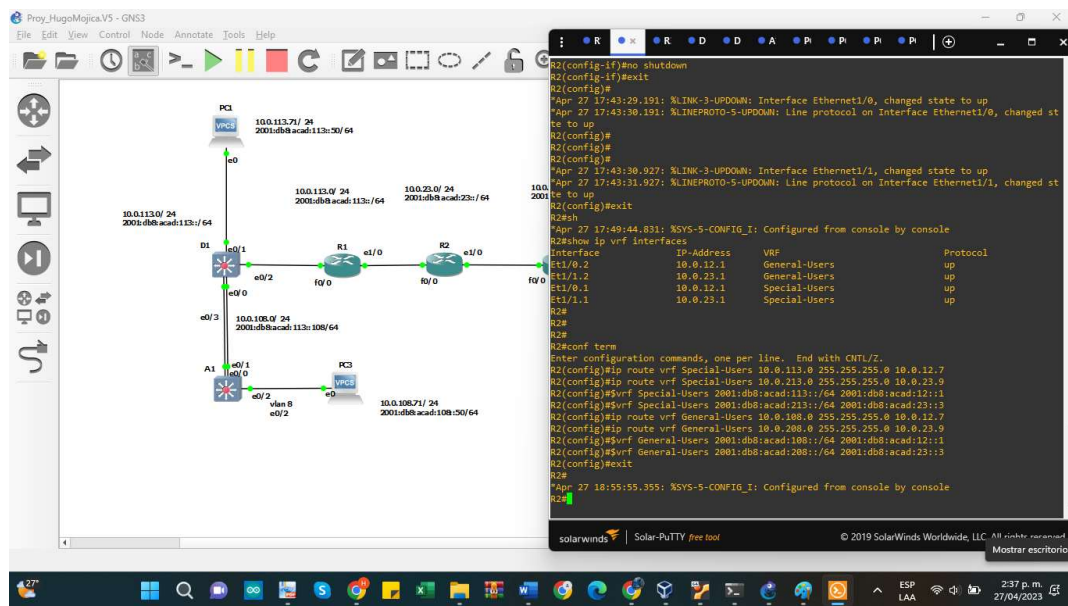 Proy_HugoMojica.V5 - GNS3
File Edit View Control Node Annotate Tools Help
PC1
VPCS
10.0.113.71/ 24
2001:db8:acad:113::50/64
e0
10.0.113.0/ 24
2001:db8:acad:113::/64
10.0.23.0/ 24
2001:db8:acad:23::/64
10.0.
2001
10.0.113.0/ 24
2001:db8:acad:113::/64
D1
e0/1
R1
e1/0
R2
e1/0
e0/2
f0/0
f0/0
f0/0
e0/0
e0/3
10.0.108.0/ 24
2001:db8:acad:113::108/64
A1
e0/1
e0/0
PC3
VPCS
e0/2
e0
vlan 8
e0/2
10.0.108.71/ 24
2001:db8:acad:108::50/64
R
R
D
D
A
R2(config-if)#no shutdown
R2(config-if)#exit
R2(config)#
*Apr 27 17:43:29.191: %LINK-3-UPDOWN: Interface Ethernet1/0, changed state to up
*Apr 27 17:43:30.191: %LINEPROTO-5-UPDOWN: Line protocol on Interface Ethernet1/0, changed sta
te to up
R2(config)#
R2(config)#
R2(config)#
*Apr 27 17:43:30.927: %LINK-3-UPDOWN: Interface Ethernet1/1, changed state to up
*Apr 27 17:43:31.927: %LINEPROTO-5-UPDOWN: Line protocol on Interface Ethernet1/1, changed st
te to up
R2(config)#exit
R2#sh
*Apr 27 17:49:44.831: %SYS-5-CONFIG_I: Configured from console by console
R2#show ip vrf interfaces
Interface IP-Address VRF Protocol
Et1/0.2 10.0.12.1 General-Users up
Et1/1.2 10.0.23.1 General-Users up
Et1/0.1 10.0.12.1 Special-Users up
Et1/1.1 10.0.23.1 Special-Users up
R2#
R2#
R2#
R2#conf term
Enter configuration commands, one per line. End with CNTL/Z.
R2(config)#ip route vrf Special-Users 10.0.113.0 255.255.255.0 10.0.12.7
R2(config)#ip route vrf Special-Users 10.0.213.0 255.255.255.0 10.0.23.9
R2(config)#$vrf Special-Users 2001:db8:acad:113::/64 2001:db8:acad:12::1
R2(config)#$vrf Special-Users 2001:db8:acad:213::/64 2001:db8:acad:23::3
R2(config)#ip route vrf General-Users 10.0.108.0 255.255.255.0 10.0.12.7
R2(config)#ip route vrf General-Users 10.0.208.0 255.255.255.0 10.0.23.9
R2(config)#$vrf General-Users 2001:db8:acad:108::/64 2001:db8:acad:12::1
R2(config)#$vrf General-Users 2001:db8:acad:208::/64 2001:db8:acad:23::3
R2(config)#exit
R2#
*Apr 27 18:55:55.355: %SYS-5-CONFIG_I: Configured from console by console
R2#
solarwinds Solar-PuTTY free tool
© 2019 SolarWinds Worldwide, LLC. All rights reserved
Mostrar escritorio
27°
ESP
LAA
2:37 p. m.
27/04/2023